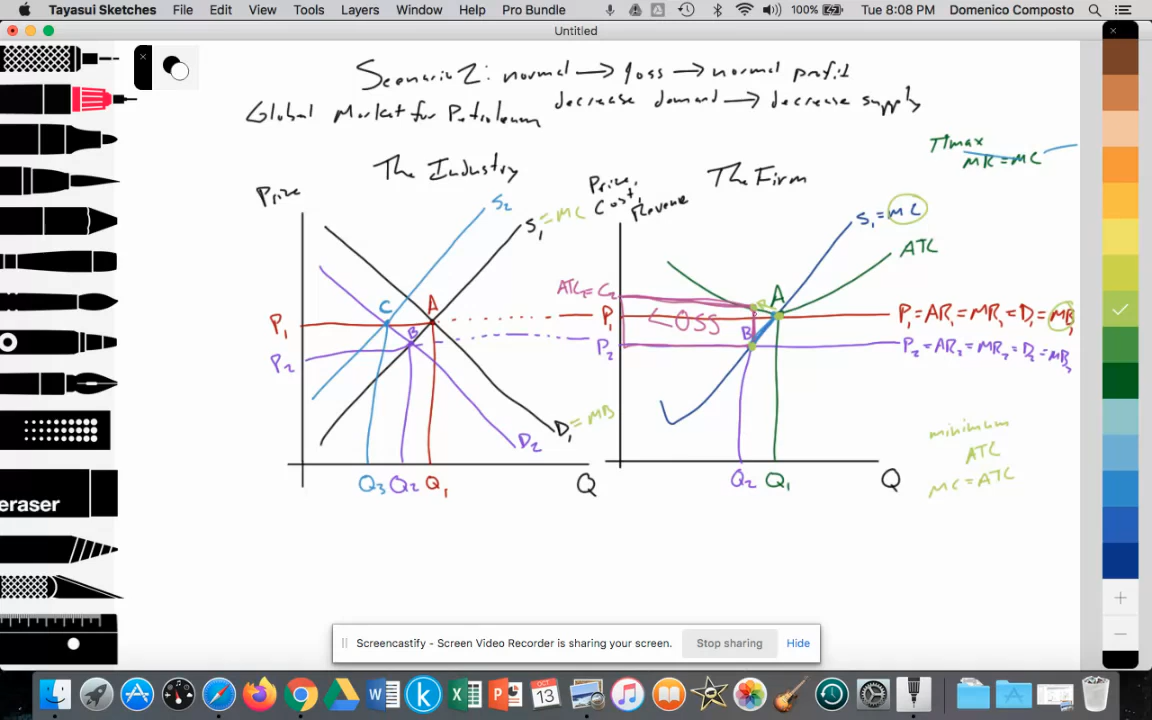 Tayasui Sketches File Edit View Tools Layers Window Help Pro Bundle 100% Tue 8:08 PM Domenico Composto
Untitled
Scenario 2: normal → loss → normal profit
decrease demand → decrease supply
Global Market for Petroleum
πmax
MR = MC
The Industry
The Firm
Price
Price,
Cost,
Revenue
S2
S1 = MC
S1 = MC
ATC
ATC2 = C2
C
A
B
A
B
LOSS
P1
P2
P1
P2
P1 = AR1 = MR1 = D1 = MB1
P2 = AR2 = MR2 = D2 = MB2
D1 = MB
D2
minimum
ATC
MC = ATC
Q3 Q2 Q1
Q
Q2 Q1
Q
eraser
Screencastify - Screen Video Recorder is sharing your screen. Stop sharing Hide
NOV
13